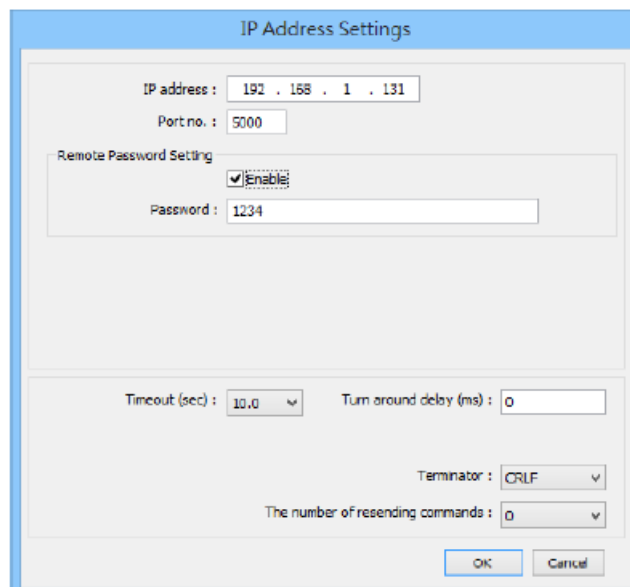 IP Address Settings
IP address : 192 . 168 . 1 . 131
Port no. : 5000
Remote Password Setting
Enable
Password : 1234
Timeout (sec) : 10.0 Turn around delay (ms) : 0
Terminator : CRLF
The number of resending commands : 0
OK Cancel